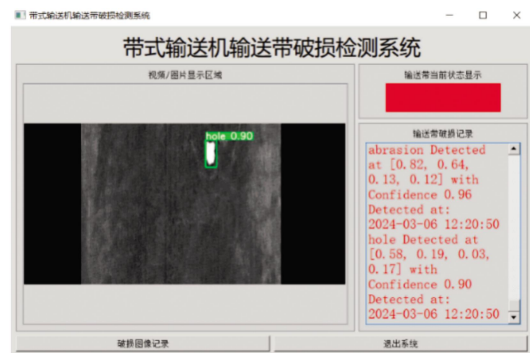 带式输送机输送带破损检测系统
带式输送机输送带破损检测系统
视频/图片显示区域
hole 0.90
输送带当前状态显示
输送带破损记录
abrasion Detected
at [0.82, 0.64,
0.13, 0.12] with
Confidence 0.96
Detected at:
2024-03-06 12:20:50
hole Detected at
[0.58, 0.19, 0.03,
0.17] with
Confidence 0.90
Detected at:
2024-03-06 12:20:50
破损图像记录
退出系统